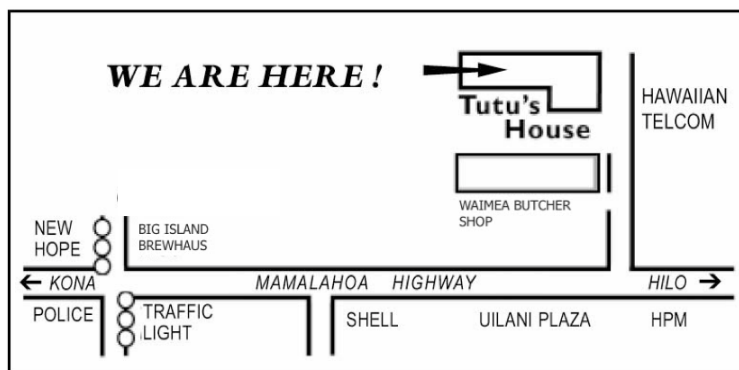 WE ARE HERE !
Tutu's
House
HAWAIIAN
TELCOM
WAIMEA BUTCHER
SHOP
NEW
HOPE
BIG ISLAND
BREWHAUS
KONA
MAMALAHOA HIGHWAY
HILO
POLICE
TRAFFIC
LIGHT
SHELL
UILANI PLAZA
HPM